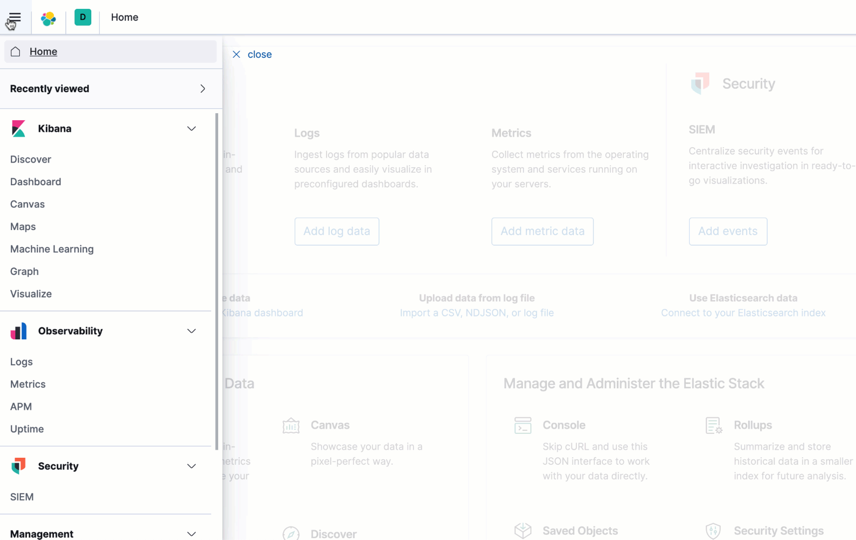 D
Home
Home
close
Recently viewed
Kibana
Discover
Dashboard
Canvas
Maps
Machine Learning
Graph
Visualize
Observability
Logs
Metrics
APM
Uptime
Security
SIEM
Management
in-
and
Logs
Ingest logs from popular data
sources and easily visualize in
preconfigured dashboards.
Add log data
Metrics
Collect metrics from the operating
system and services running on
your servers.
Add metric data
Security
SIEM
Centralize security events for
interactive investigation in ready-to-
go visualizations.
Add events
data
Kibana dashboard
Upload data from log file
Import a CSV, NDJSON, or log file
Use Elasticsearch data
Connect to your Elasticsearch index
Data
in-
metrics
your
Canvas
Showcase your data in a
pixel-perfect way.
Discover
Manage and Administer the Elastic Stack
Console
Skip cURL and use this
JSON interface to work
with your data directly.
Rollups
Summarize and store
historical data in a smaller
index for future analysis.
Saved Objects
Security Settings